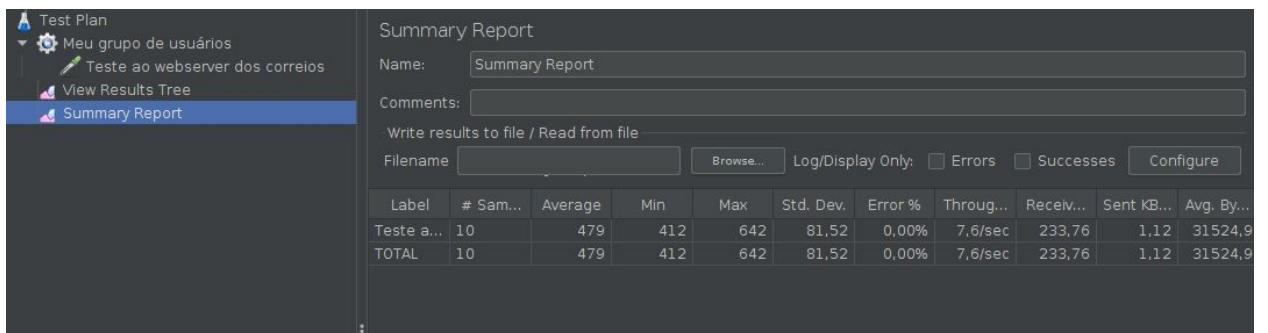 Test Plan
Meu grupo de usuários
Teste ao webserver dos correios
View Results Tree
Summary Report
Summary Report
Name: Summary Report
Comments:
Write results to file / Read from file
Filename Browse... Log/Display Only: Errors Successes Configure
Label # Sam... Average Min Max Std. Dev. Error % Throug... Receiv... Sent KB... Avg. By...
Teste a... 10 479 412 642 81,52 0,00% 7,6/sec 233,76 1,12 31524,9
TOTAL 10 479 412 642 81,52 0,00% 7,6/sec 233,76 1,12 31524,9